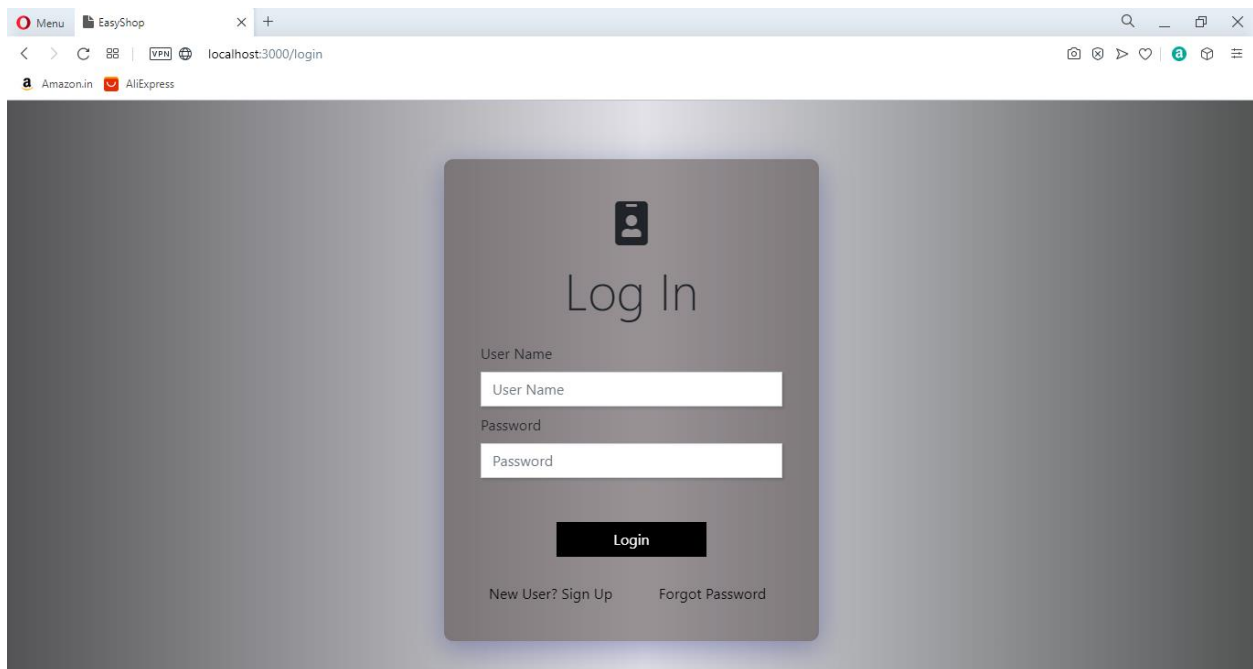 Menu EasyShop
VPN localhost:3000/login
a Amazon.in AliExpress
Log In
User Name
User Name
Password
Password
Login
New User? Sign Up Forgot Password